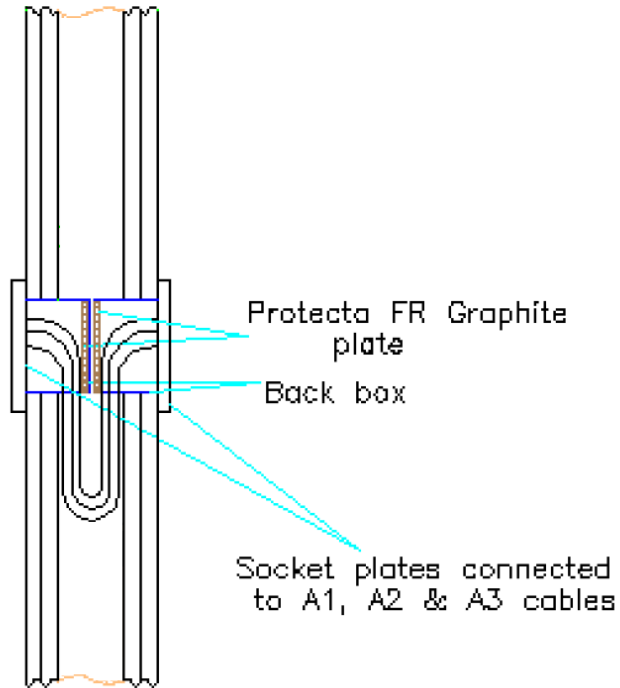 Protecta FR Graphite
plate
Back box
Socket plates connected
to A1, A2 & A3 cables